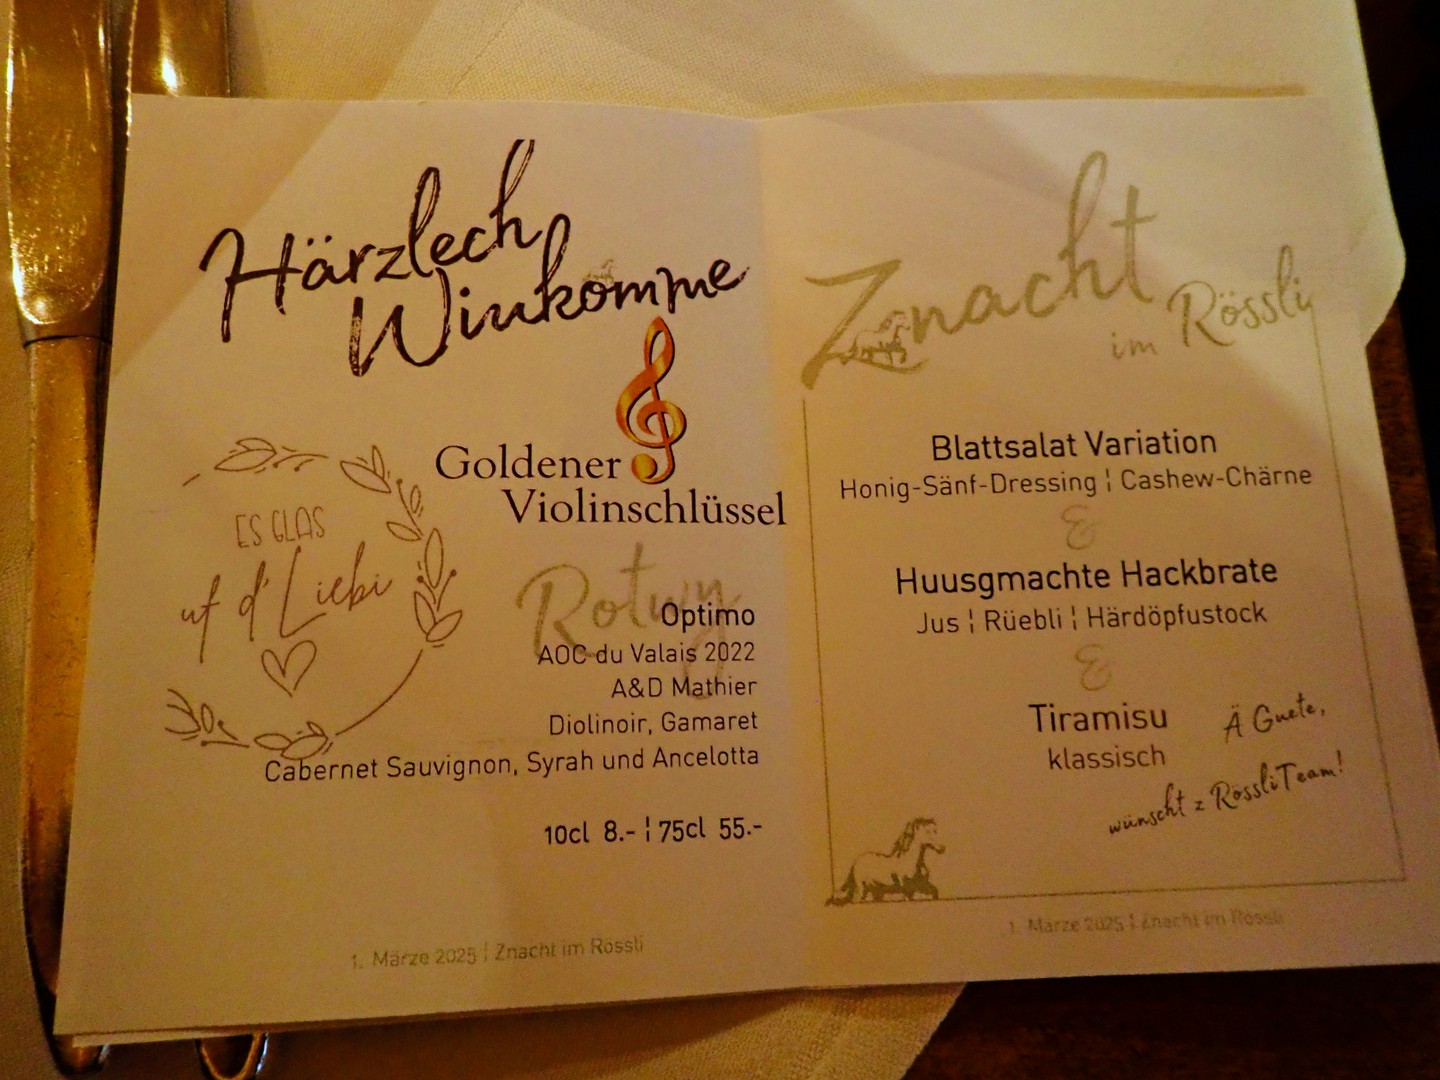 Härzlech
Wiukomme
Goldener
Violinschlüssel
ES GLAS
uf d'Liebi
Rotwy
Optimo
AOC du Valais 2022
A&D Mathier
Diolinoir, Gamaret
Cabernet Sauvignon, Syrah und Ancelotta
10cl 8.- ¦ 75cl 55.-
1. Märze 2025 ¦ Znacht im Rössli
Znacht
im Rössli
Blattsalat Variation
Honig-Sänf-Dressing ¦ Cashew-Chärne
&
Huusgmachte Hackbrate
Jus ¦ Rüebli ¦ Härdöpfustock
&
Tiramisu
klassisch
Ä Guete,
wünscht z RössliTeam!
1. Märze 2025 ¦ Znacht im Rössli